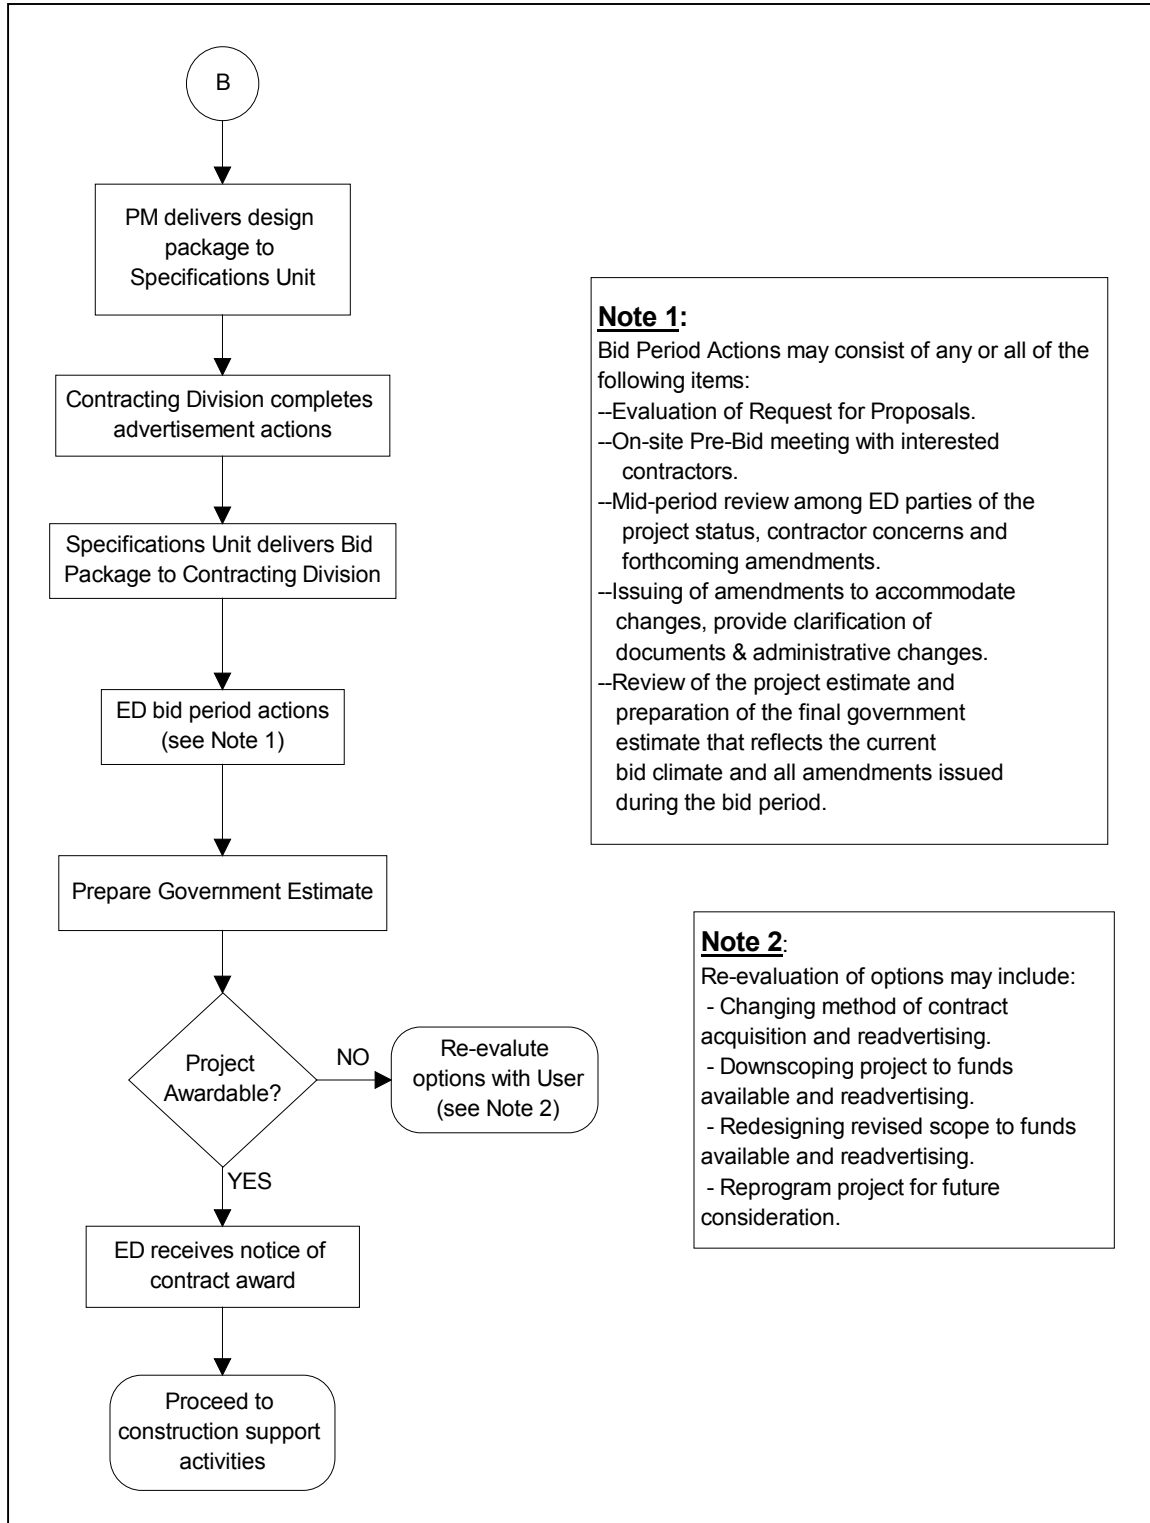 B
PM delivers design
package to
Specifications Unit
Contracting Division completes
advertisement actions
Specifications Unit delivers Bid
Package to Contracting Division
ED bid period actions
(see Note 1)
Prepare Government Estimate
Project
Awardable?
NO
Re-evalute
options with User
(see Note 2)
YES
ED receives notice of
contract award
Proceed to
construction support
activities
Note 1:
Bid Period Actions may consist of any or all of the
following items:
--Evaluation of Request for Proposals.
--On-site Pre-Bid meeting with interested
contractors.
--Mid-period review among ED parties of the
project status, contractor concerns and
forthcoming amendments.
--Issuing of amendments to accommodate
changes, provide clarification of
documents & administrative changes.
--Review of the project estimate and
preparation of the final government
estimate that reflects the current
bid climate and all amendments issued
during the bid period.
Note 2:
Re-evaluation of options may include:
- Changing method of contract
acquisition and readvertising.
- Downscoping project to funds
available and readvertising.
- Redesigning revised scope to funds
available and readvertising.
- Reprogram project for future
consideration.